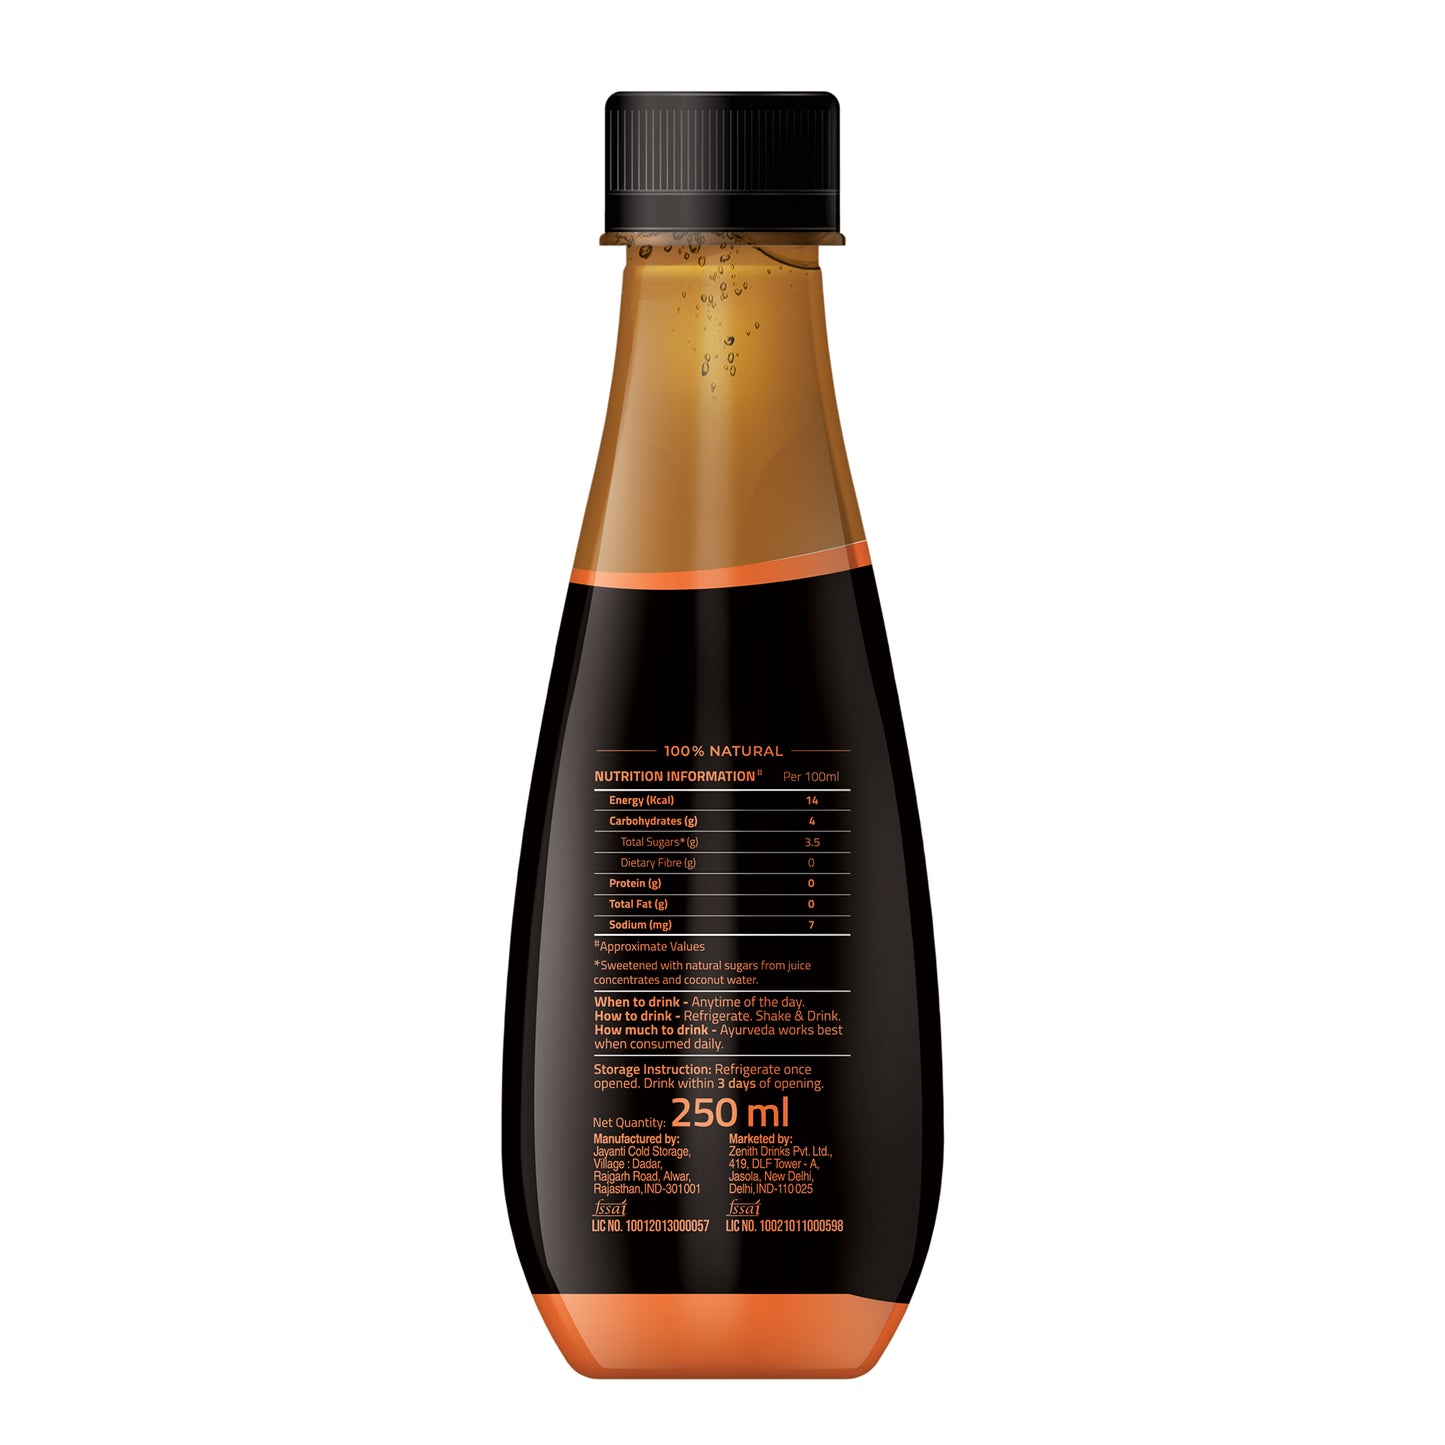 100% NATURAL
NUTRITION INFORMATION# Per 100ml
Energy (Kcal) 14
Carbohydrates (g) 4
Total Sugars* (g) 3.5
Dietary Fibre (g) 0
Protein (g) 0
Total Fat (g) 0
Sodium (mg) 7
#Approximate Values
*Sweetened with natural sugars from juice
concentrates and coconut water.
When to drink - Anytime of the day.
How to drink - Refrigerate. Shake & Drink.
How much to drink - Ayurveda works best
when consumed daily.
Storage Instruction: Refrigerate once
opened. Drink within 3 days of opening.
Net Quantity: 250 ml
Manufactured by:
Jayanti Cold Storage,
Village : Dadar,
Rajgarh Road, Alwar,
Rajasthan, IND-301001
fssai
LIC NO. 10012013000057
Marketed by:
Zenith Drinks Pvt. Ltd.,
419, DLF Tower - A,
Jasola, New Delhi,
Delhi, IND-110025
fssai
LIC NO. 10021011000598